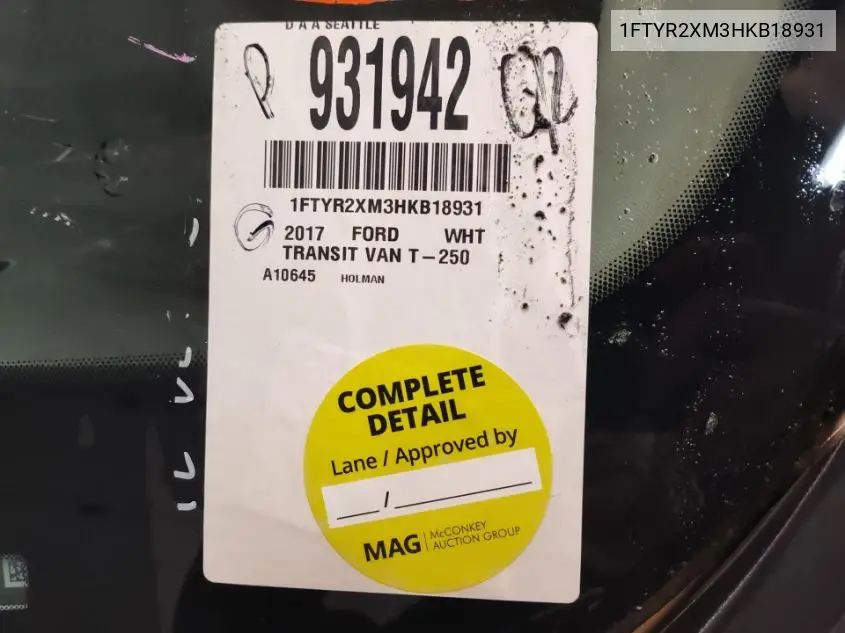 1FTYR2XM3HKB18931
D A A SEATTLE
931942
1FTYR2XM3HKB18931
2017 FORD WHT
TRANSIT VAN T-250
A10645 HOLMAN
COMPLETE
DETAIL
Lane / Approved by
/
MAG | McCONKEY
AUCTION GROUP